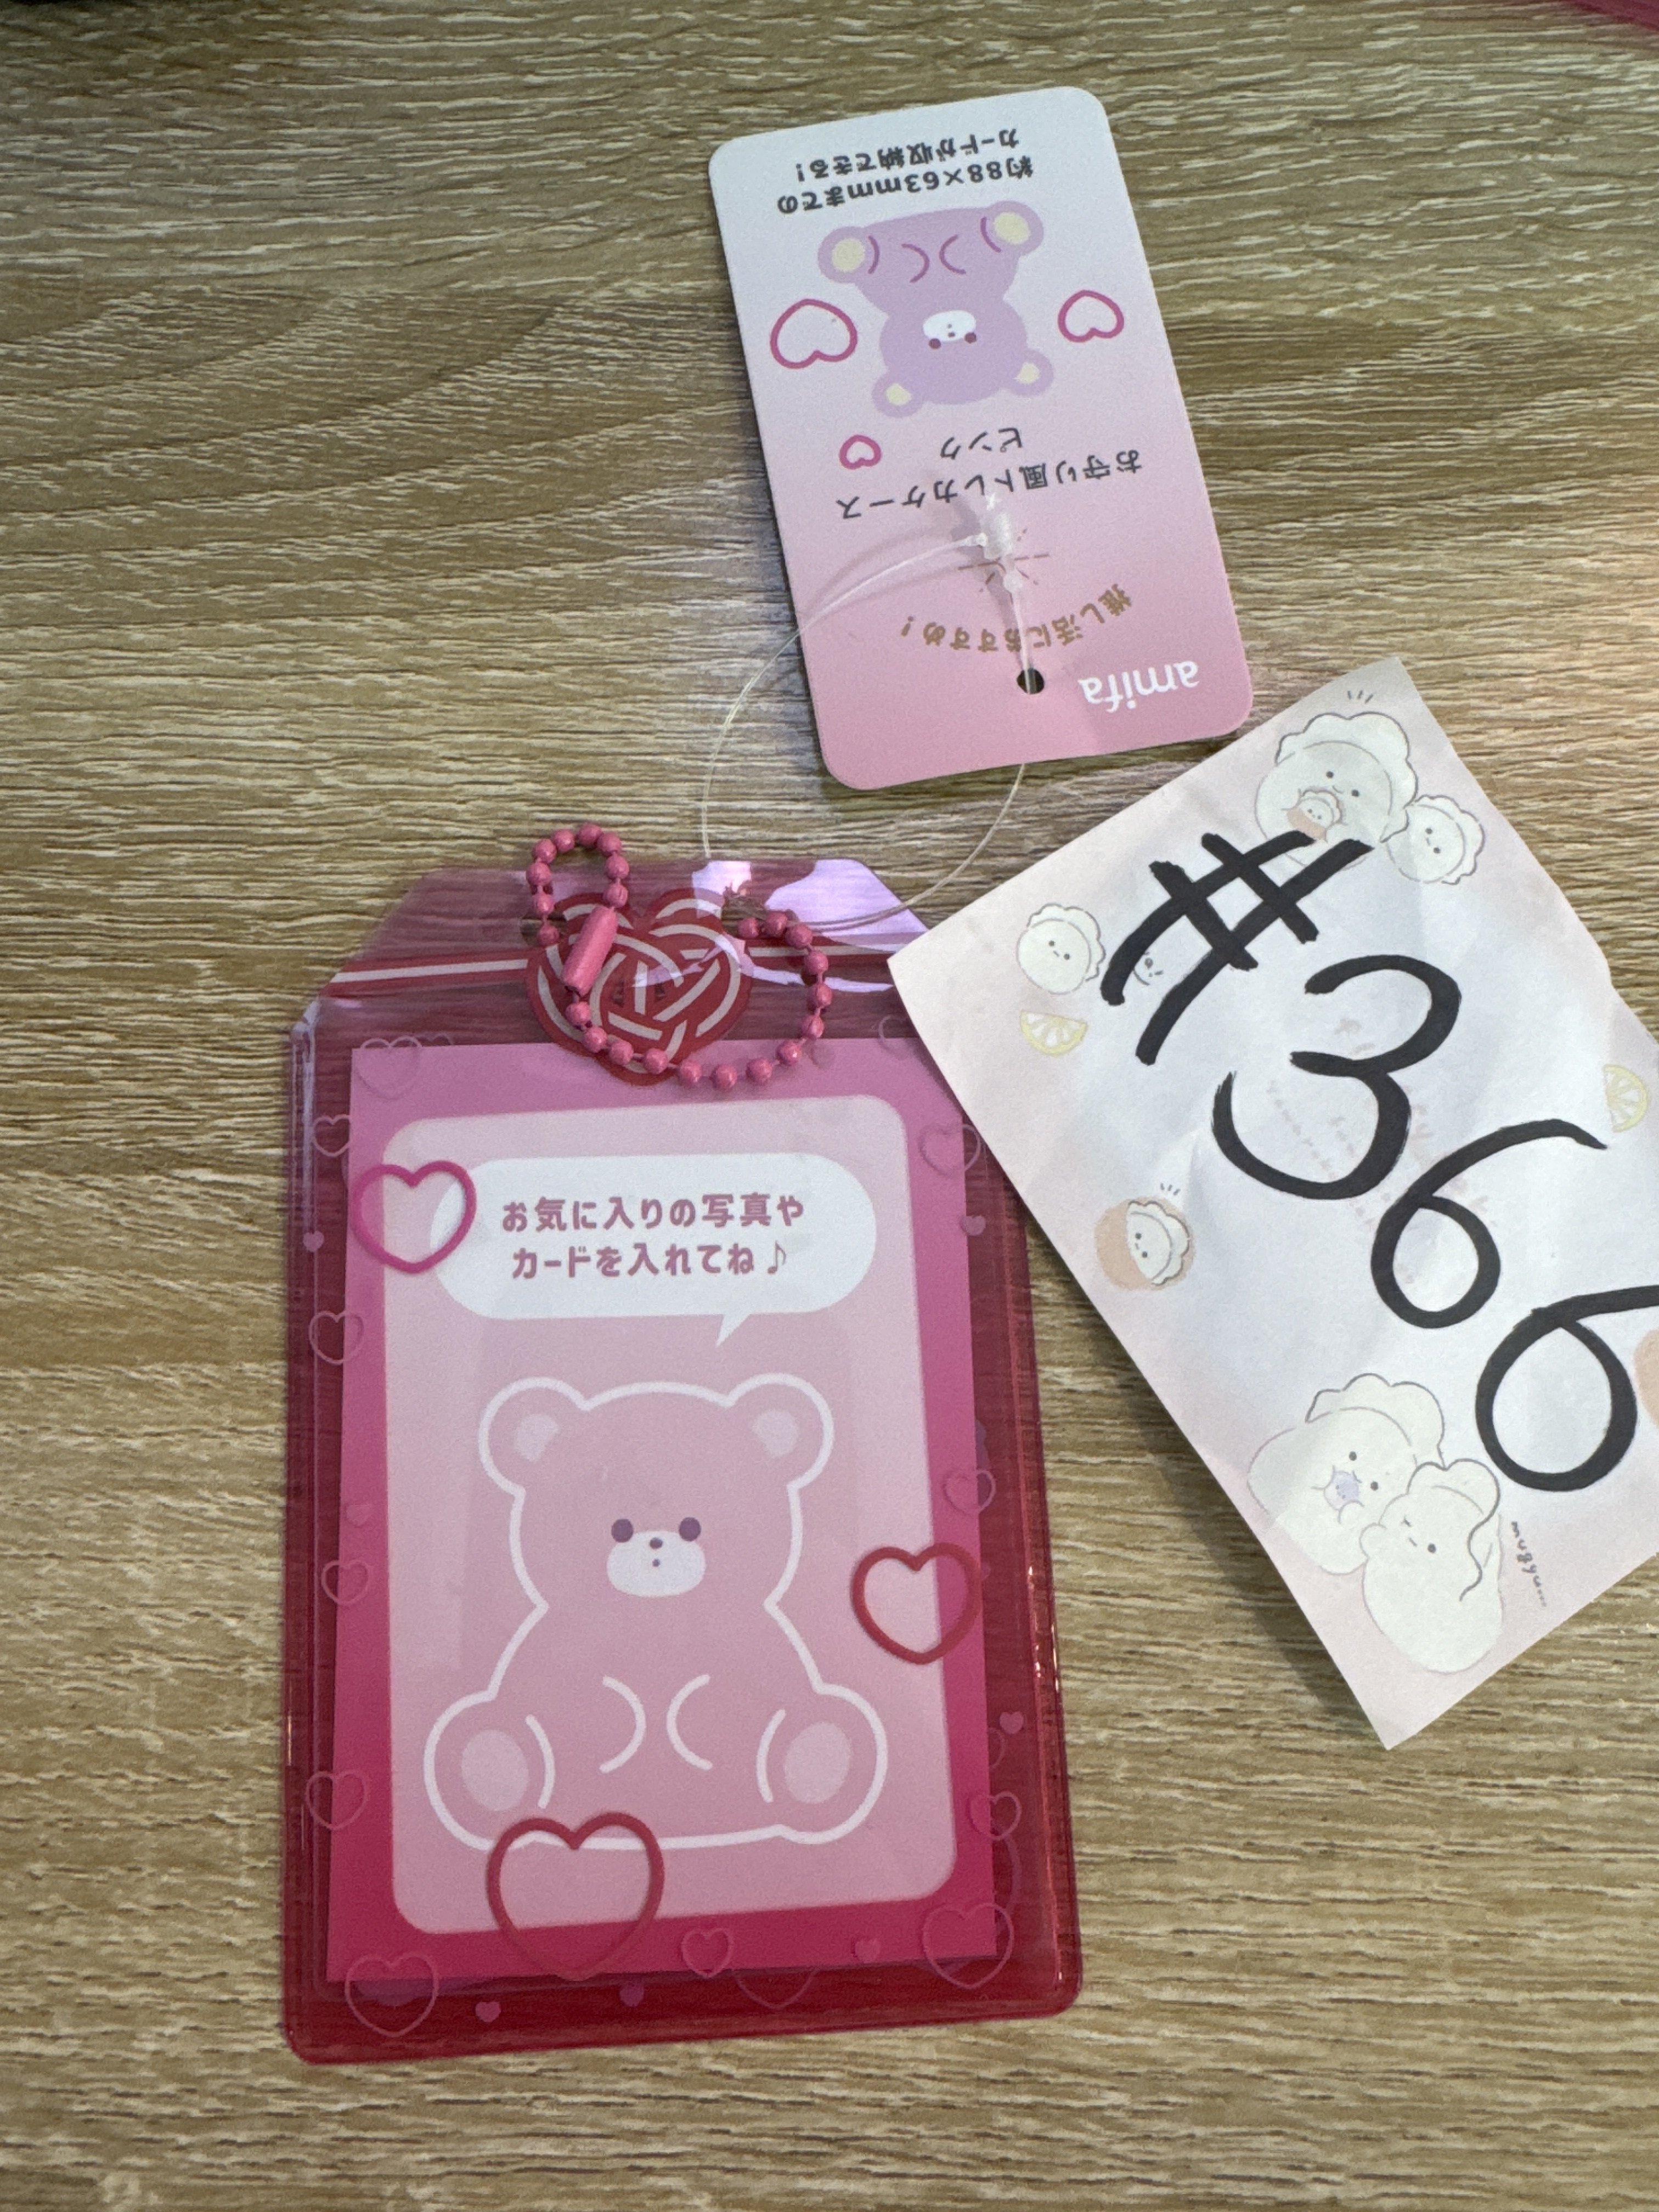 amifa
推し活におすすめ!
お守り風トレカケース
ピンク
約88×63mmまでの
カードが収納できる!
#366
mugyu....
お気に入りの写真や
カードを入れてね♪